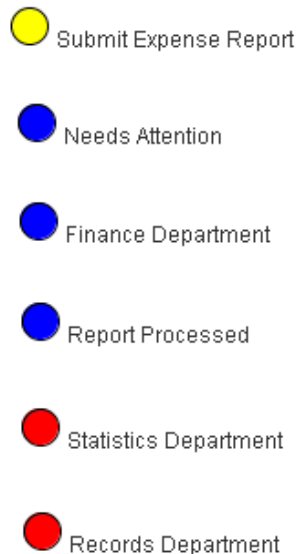 Submit Expense Report
Needs Attention
Finance Department
Report Processed
Statistics Department
Records Department